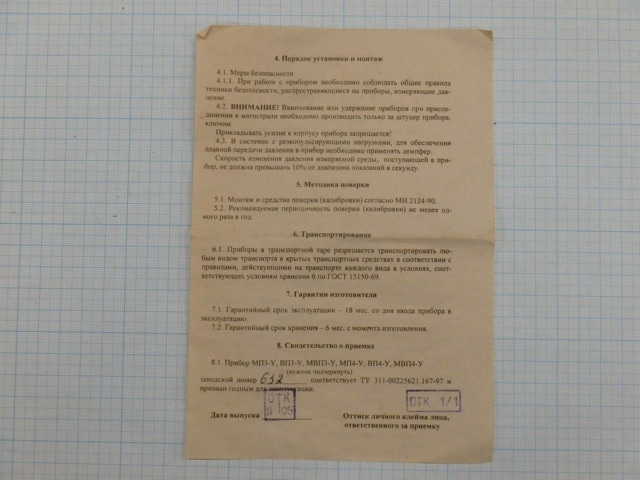 4. Порядок установки и монтаж
4.1. Меры безопасности
4.1.1. При работе с прибором необходимо соблюдать общие правила
техники безопасности, распространяющиеся на приборы, измеряющие дав-
ление.
4.2. ВНИМАНИЕ! Ввинчивание или удержание приборов при присое-
динении к магистрали необходимо производить только за штуцер прибора,
ключом.
Прикладывать усилие к корпусу прибора запрещается!
4.3. В системах с резкопульсирующими нагрузками, для обеспечения
плавной передачи давления в прибор необходимо применять демпфер.
Скорость изменения давления измеряемой среды, поступающей в при-
бор, не должна превышать 10% от диапазона показаний в секунду.
5. Методика поверки
5.1. Монтаж и средства поверки (калибровки) согласно МИ 2124-90.
5.2. Рекомендуемая периодичность поверки (калибровки) не менее од-
ного раза в год.
6. Транспортирование
6.1. Приборы в транспортной таре разрешается транспортировать лю-
бым видом транспорта в крытых транспортных средствах в соответствии с
правилами, действующими на транспорте каждого вида в условиях, соот-
ветствующих условиям хранения 6 по ГОСТ 15150-69.
7. Гарантии изготовителя
7.1. Гарантийный срок эксплуатации – 18 мес. со дня ввода прибора в
эксплуатацию.
7.2. Гарантийный срок хранения – 6 мес. с момента изготовления.
8. Свидетельство о приемке
8.1. Прибор МП3-У, ВП3-У, МВП3-У, МП4-У, ВП4-У, МВП4-У
(нужное подчеркнуть)
заводской номер 632 соответствует ТУ 311-00225621.167-97 и
признан годным для эксплуатации.
ОТК
05
ОТК 1/1
Дата выпуска
Оттиск личного клейма лица,
ответственного за приемку